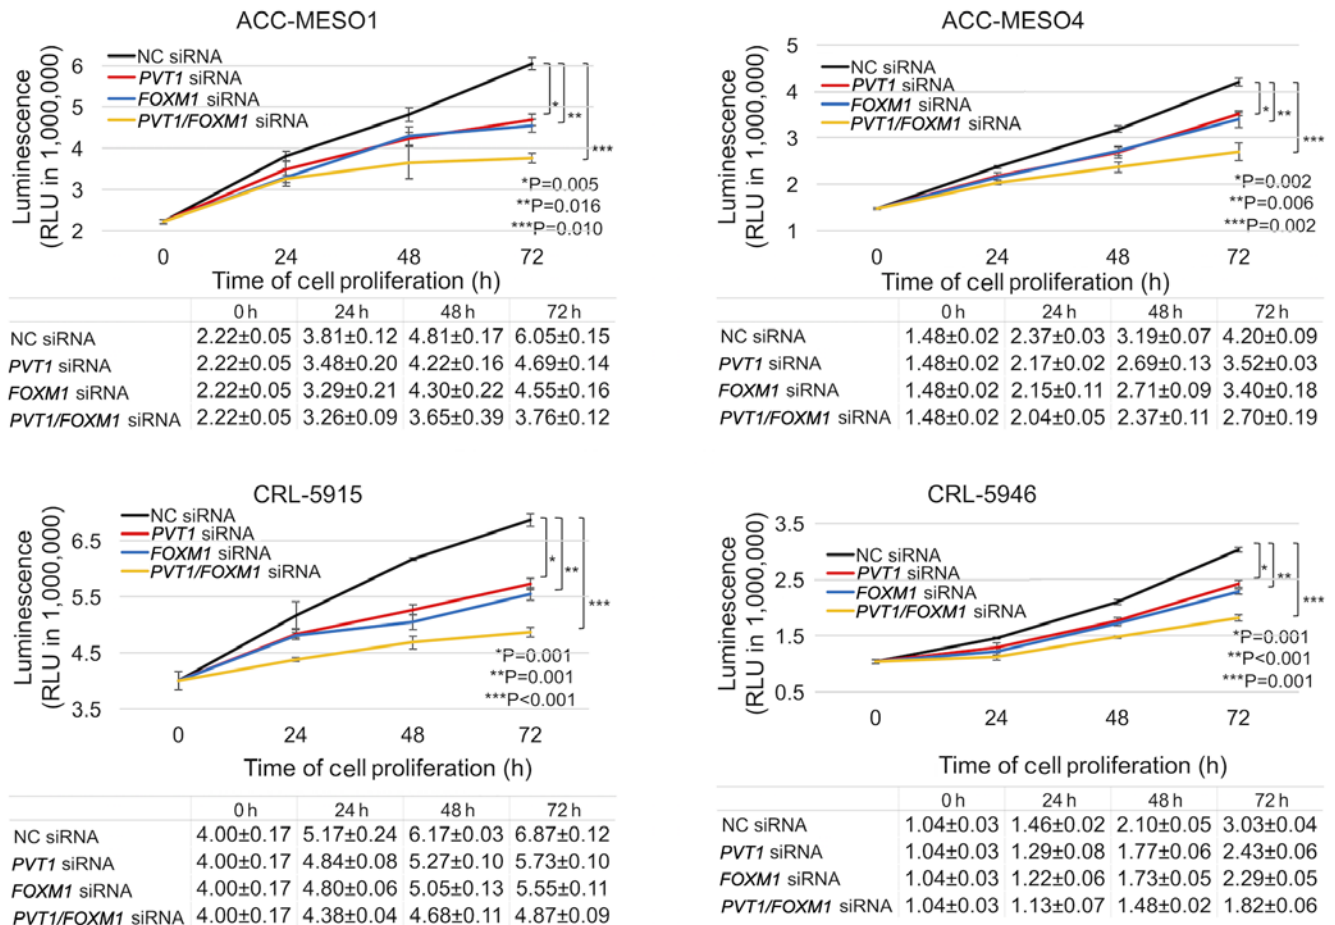 ACC-MESO1
Luminescence
(RLU in 1,000,000)
6
5
4
3
2
NC siRNA
PVT1 siRNA
FOXM1 siRNA
PVT1/FOXM1 siRNA
*
**
***
*P=0.005
**P=0.016
***P=0.010
0 24 48 72
Time of cell proliferation (h)
0 h 24 h 48 h 72 h
NC siRNA 2.22±0.05 3.81±0.12 4.81±0.17 6.05±0.15
PVT1 siRNA 2.22±0.05 3.48±0.20 4.22±0.16 4.69±0.14
FOXM1 siRNA 2.22±0.05 3.29±0.21 4.30±0.22 4.55±0.16
PVT1/FOXM1 siRNA 2.22±0.05 3.26±0.09 3.65±0.39 3.76±0.12
ACC-MESO4
Luminescence
(RLU in 1,000,000)
5
4
3
2
1
NC siRNA
PVT1 siRNA
FOXM1 siRNA
PVT1/FOXM1 siRNA
*
**
***
*P=0.002
**P=0.006
***P=0.002
0 24 48 72
Time of cell proliferation (h)
0 h 24 h 48 h 72 h
NC siRNA 1.48±0.02 2.37±0.03 3.19±0.07 4.20±0.09
PVT1 siRNA 1.48±0.02 2.17±0.02 2.69±0.13 3.52±0.03
FOXM1 siRNA 1.48±0.02 2.15±0.11 2.71±0.09 3.40±0.18
PVT1/FOXM1 siRNA 1.48±0.02 2.04±0.05 2.37±0.11 2.70±0.19
CRL-5915
Luminescence
(RLU in 1,000,000)
6.5
5.5
4.5
3.5
NC siRNA
PVT1 siRNA
FOXM1 siRNA
PVT1/FOXM1 siRNA
*
**
***
*P=0.001
**P=0.001
***P<0.001
0 24 48 72
Time of cell proliferation (h)
0 h 24 h 48 h 72 h
NC siRNA 4.00±0.17 5.17±0.24 6.17±0.03 6.87±0.12
PVT1 siRNA 4.00±0.17 4.84±0.08 5.27±0.10 5.73±0.10
FOXM1 siRNA 4.00±0.17 4.80±0.06 5.05±0.13 5.55±0.11
PVT1/FOXM1 siRNA 4.00±0.17 4.38±0.04 4.68±0.11 4.87±0.09
CRL-5946
Luminescence
(RLU in 1,000,000)
3.5
2.5
1.5
0.5
NC siRNA
PVT1 siRNA
FOXM1 siRNA
PVT1/FOXM1 siRNA
*
**
***
*P=0.001
**P<0.001
***P=0.001
0 24 48 72
Time of cell proliferation (h)
0 h 24 h 48 h 72 h
NC siRNA 1.04±0.03 1.46±0.02 2.10±0.05 3.03±0.04
PVT1 siRNA 1.04±0.03 1.29±0.08 1.77±0.06 2.43±0.06
FOXM1 siRNA 1.04±0.03 1.22±0.06 1.73±0.05 2.29±0.05
PVT1/FOXM1 siRNA 1.04±0.03 1.13±0.07 1.48±0.02 1.82±0.06